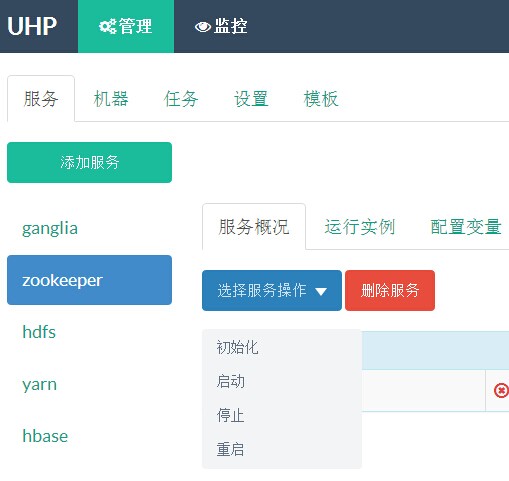 UHP 管理 监控
服务 机器 任务 设置 模板
添加服务
ganglia
服务概况 运行实例 配置变量
zookeeper
选择服务操作 删除服务
hdfs
初始化
yarn
启动
停止
hbase
重启